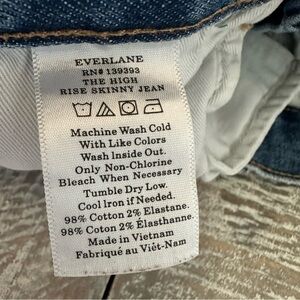 EVERLANE
RN# 139393
THE HIGH
RISE SKINNY JEAN
Machine Wash Cold
With Like Colors
Wash Inside Out.
Only Non-Chlorine
Bleach When Necessary
Tumble Dry Low.
Cool Iron if Needed.
98% Cotton 2% Elastane.
98% Coton 2% Élasthanne.
Made in Vietnam
Fabriqué au Viêt-Nam